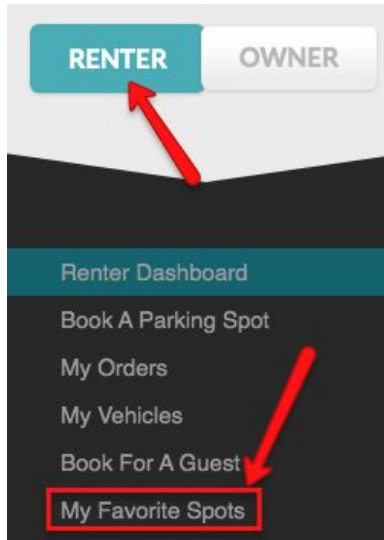 RENTER OWNER
Renter Dashboard
Book A Parking Spot
My Orders
My Vehicles
Book For A Guest
My Favorite Spots